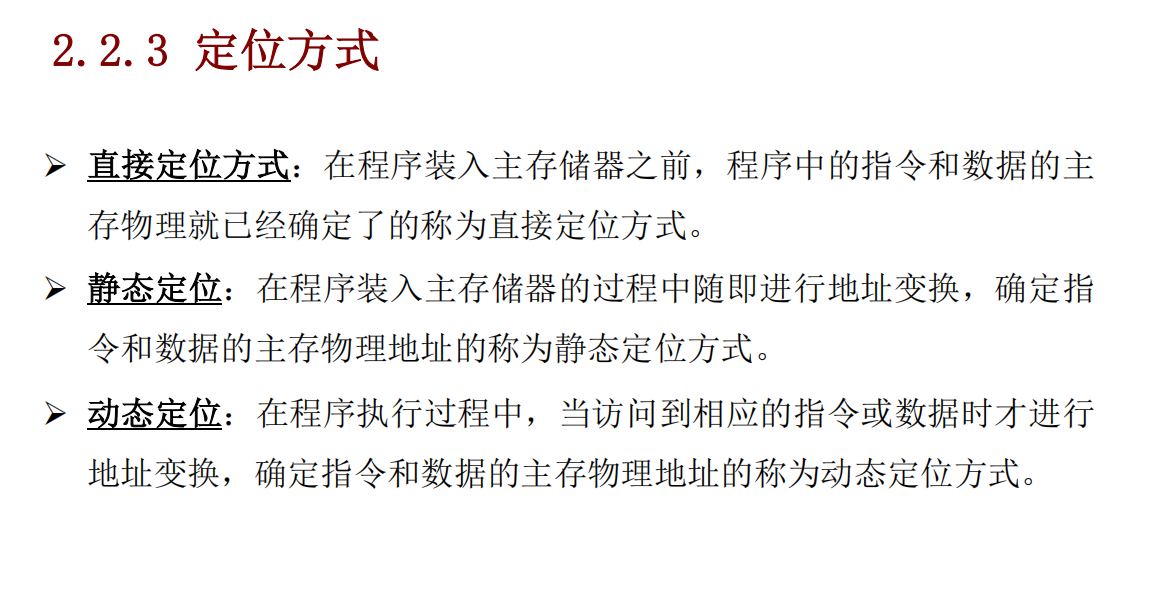 2.2.3 定位方式
➢ 直接定位方式：在程序装入主存储器之前，程序中的指令和数据的主
存物理就已经确定了的称为直接定位方式。
➢ 静态定位：在程序装入主存储器的过程中随即进行地址变换，确定指
令和数据的主存物理地址的称为静态定位方式。
➢ 动态定位：在程序执行过程中，当访问到相应的指令或数据时才进行
地址变换，确定指令和数据的主存物理地址的称为动态定位方式。